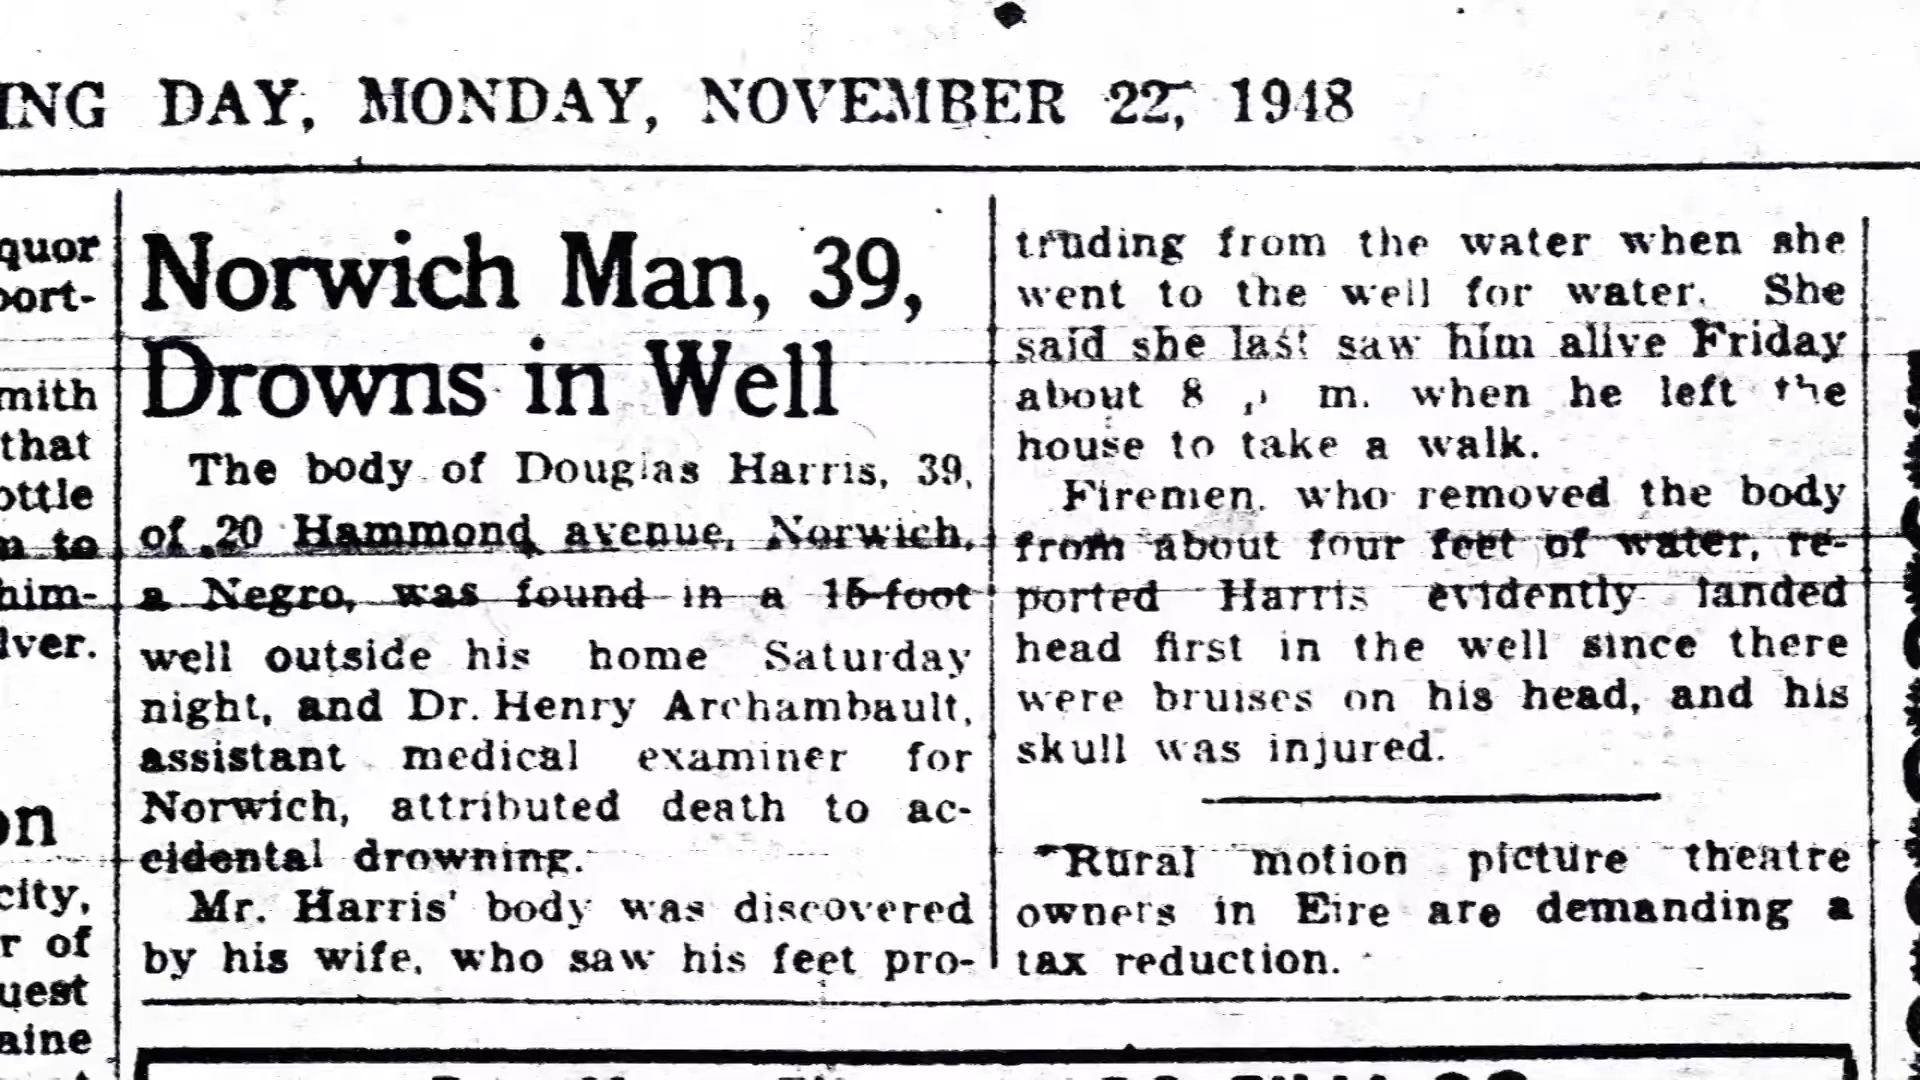 ING DAY, MONDAY, NOVEMBER 22, 1948
quor
port-
mith
that
ottle
m to
him-
lver.
on
city,
r of
uest
aine
Norwich Man, 39,
Drowns in Well
The body of Douglas Harris, 39,
of 20 Hammond avenue, Norwich,
a Negro, was found in a 15-foot
well outside his home Saturday
night, and Dr. Henry Archambault,
assistant medical examiner for
Norwich, attributed death to ac-
cidental drowning.
Mr. Harris' body was discovered
by his wife, who saw his feet pro-
truding from the water when she
went to the well for water. She
said she last saw him alive Friday
about 8 p. m. when he left the
house to take a walk.
Firemen, who removed the body
from about four feet of water, re-
ported Harris evidently landed
head first in the well since there
were bruises on his head, and his
skull was injured.
Rural motion picture theatre
owners in Eire are demanding a
tax reduction.